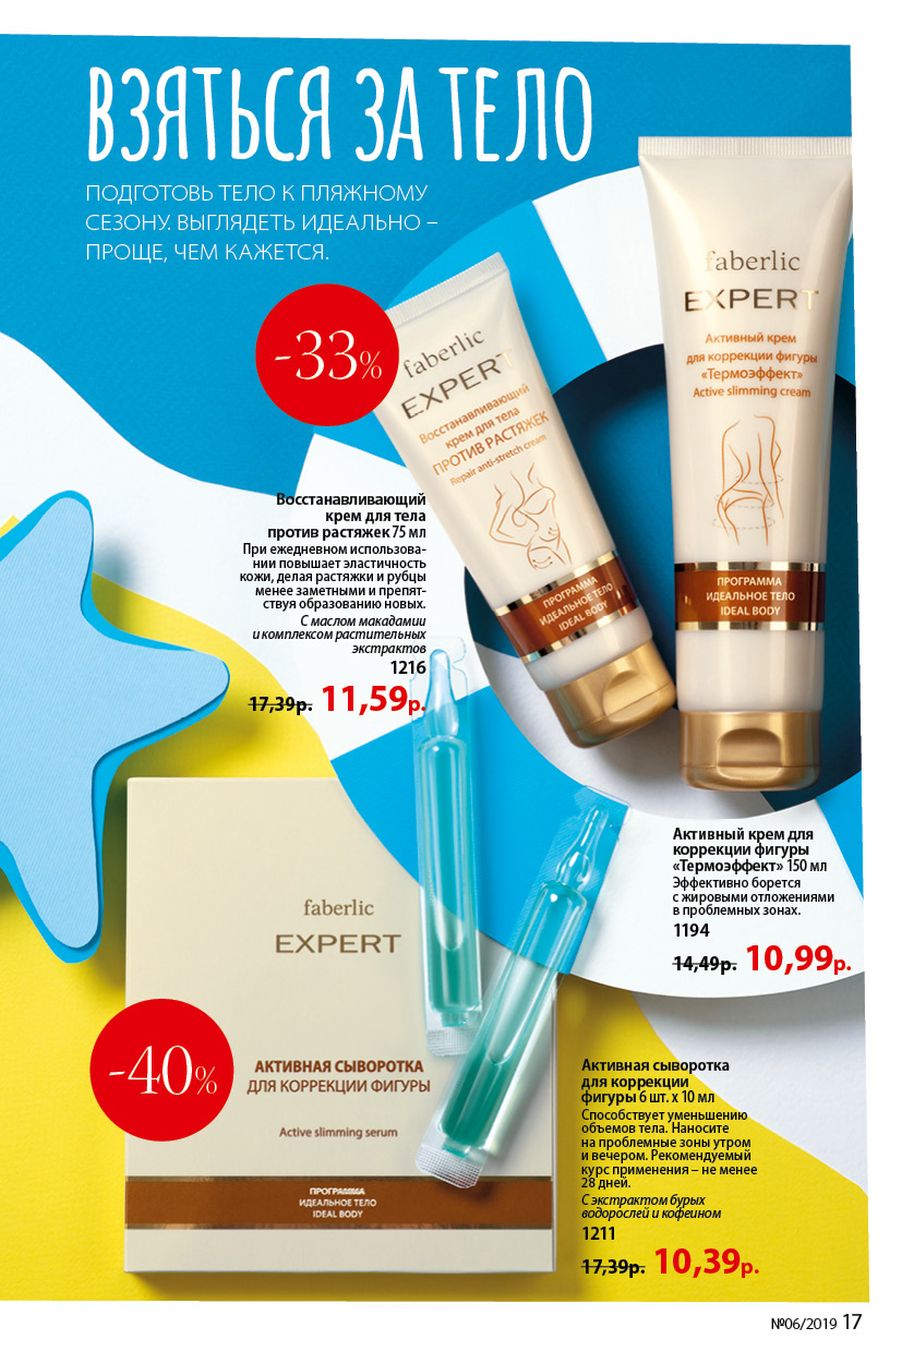 ВЗЯТЬСЯ ЗА ТЕЛО
ПОДГОТОВЬ ТЕЛО К ПЛЯЖНОМУ
СЕЗОНУ. ВЫГЛЯДЕТЬ ИДЕАЛЬНО –
ПРОЩЕ, ЧЕМ КАЖЕТСЯ.
-33%
faberlic
EXPERT
Восстанавливающий
крем для тела
ПРОТИВ РАСТЯЖЕК
Repair anti-stretch cream
ПРОГРАММА
ИДЕАЛЬНОЕ ТЕЛО
IDEAL BODY
faberlic
EXPERT
Активный крем
для коррекции фигуры
«Термоэффект»
Active slimming cream
ПРОГРАММА
ИДЕАЛЬНОЕ ТЕЛО
IDEAL BODY
Восстанавливающий
крем для тела
против растяжек 75 мл
При ежедневном использова-
нии повышает эластичность
кожи, делая растяжки и рубцы
менее заметными и препят-
ствуя образованию новых.
С маслом макадамии
и комплексом растительных
экстрактов
1216
17,39р. 11,59р.
Активный крем для
коррекции фигуры
«Термоэффект» 150 мл
Эффективно борется
с жировыми отложениями
в проблемных зонах.
1194
14,49р. 10,99р.
faberlic
EXPERT
-40%
АКТИВНАЯ СЫВОРОТКА
ДЛЯ КОРРЕКЦИИ ФИГУРЫ
Active slimming serum
ПРОГРАММА
ИДЕАЛЬНОЕ ТЕЛО
IDEAL BODY
Активная сыворотка
для коррекции
фигуры 6 шт. х 10 мл
Способствует уменьшению
объемов тела. Наносите
на проблемные зоны утром
и вечером. Рекомендуемый
курс применения – не менее
28 дней.
С экстрактом бурых
водорослей и кофеином
1211
17,39р. 10,39р.
№06/2019 17